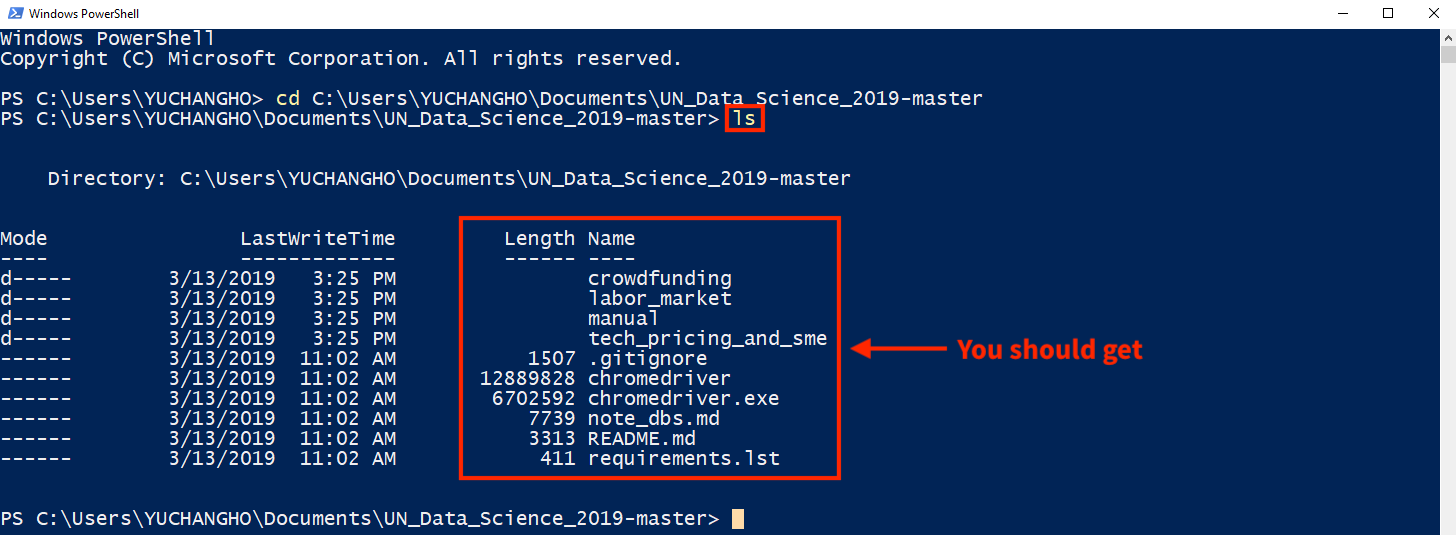 Windows PowerShell
Windows PowerShell
Copyright (C) Microsoft Corporation. All rights reserved.
PS C:\Users\YUCHANGHO> cd C:\Users\YUCHANGHO\Documents\UN_Data_Science_2019-master
PS C:\Users\YUCHANGHO\Documents\UN_Data_Science_2019-master> ls
Directory: C:\Users\YUCHANGHO\Documents\UN_Data_Science_2019-master
Mode LastWriteTime Length Name
---- ------------- ------ ----
d----- 3/13/2019 3:25 PM crowdfunding
d----- 3/13/2019 3:25 PM labor_market
d----- 3/13/2019 3:25 PM manual
d----- 3/13/2019 3:25 PM tech_pricing_and_sme
------ 3/13/2019 11:02 AM 1507 .gitignore
------ 3/13/2019 11:02 AM 12889828 chromedriver
------ 3/13/2019 11:02 AM 6702592 chromedriver.exe
------ 3/13/2019 11:02 AM 7739 note_dbs.md
------ 3/13/2019 11:02 AM 3313 README.md
------ 3/13/2019 11:02 AM 411 requirements.lst
You should get
PS C:\Users\YUCHANGHO\Documents\UN_Data_Science_2019-master>